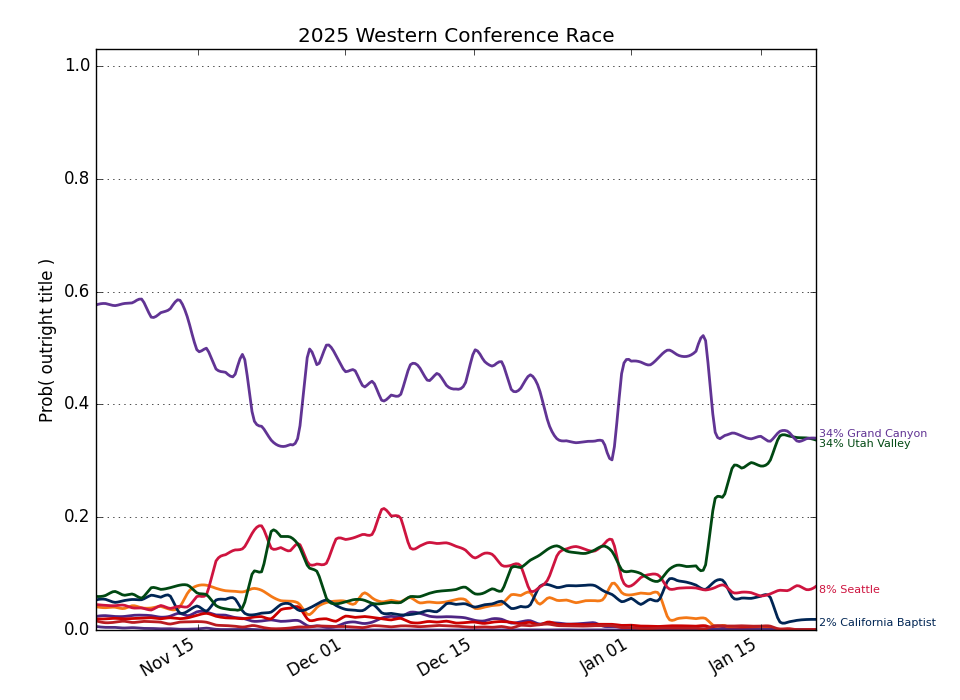 2025 Western Conference Race
Prob( outright title )
1.0
0.8
0.6
0.4
0.2
0.0
34% Grand Canyon
34% Utah Valley
8% Seattle
2% California Baptist
Nov 15
Dec 01
Dec 15
Jan 01
Jan 15